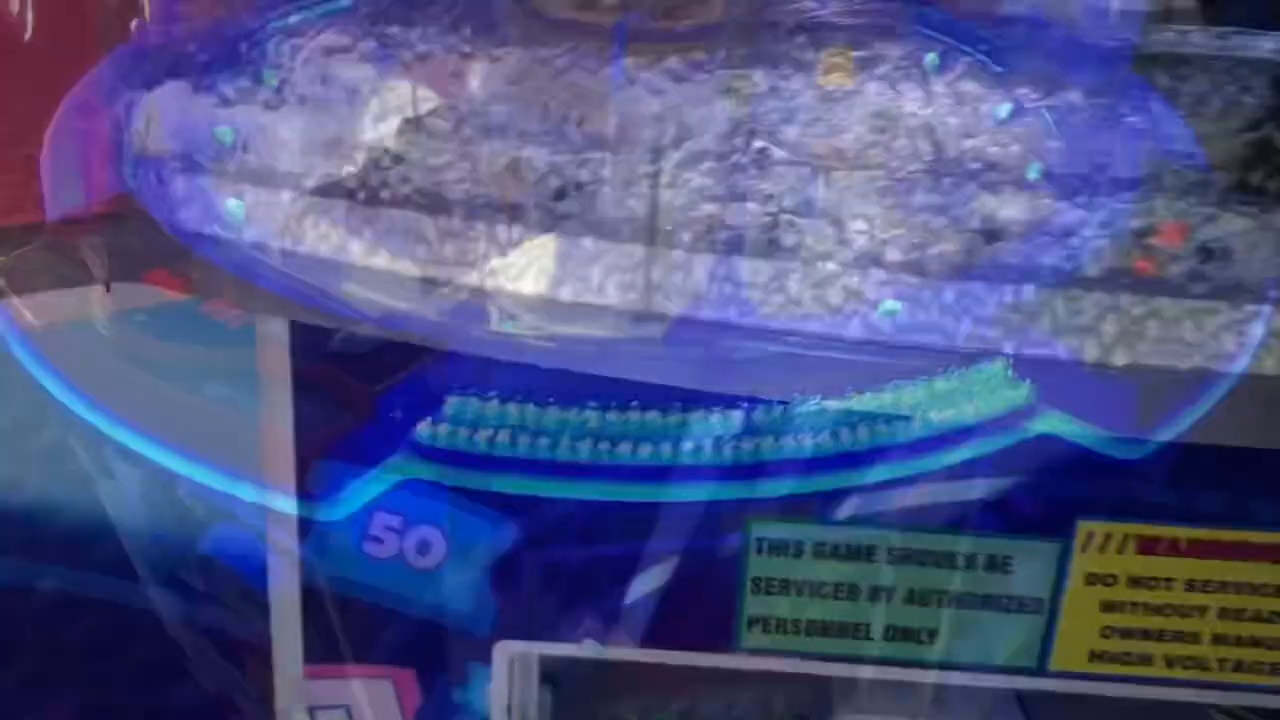 50
THIS GAME SHOULD BE
SERVICED BY AUTHORIZED
PERSONNEL ONLY
DO NOT SERVICE
WITHOUT READ
OWNERS MANU
HIGH VOLTAGE